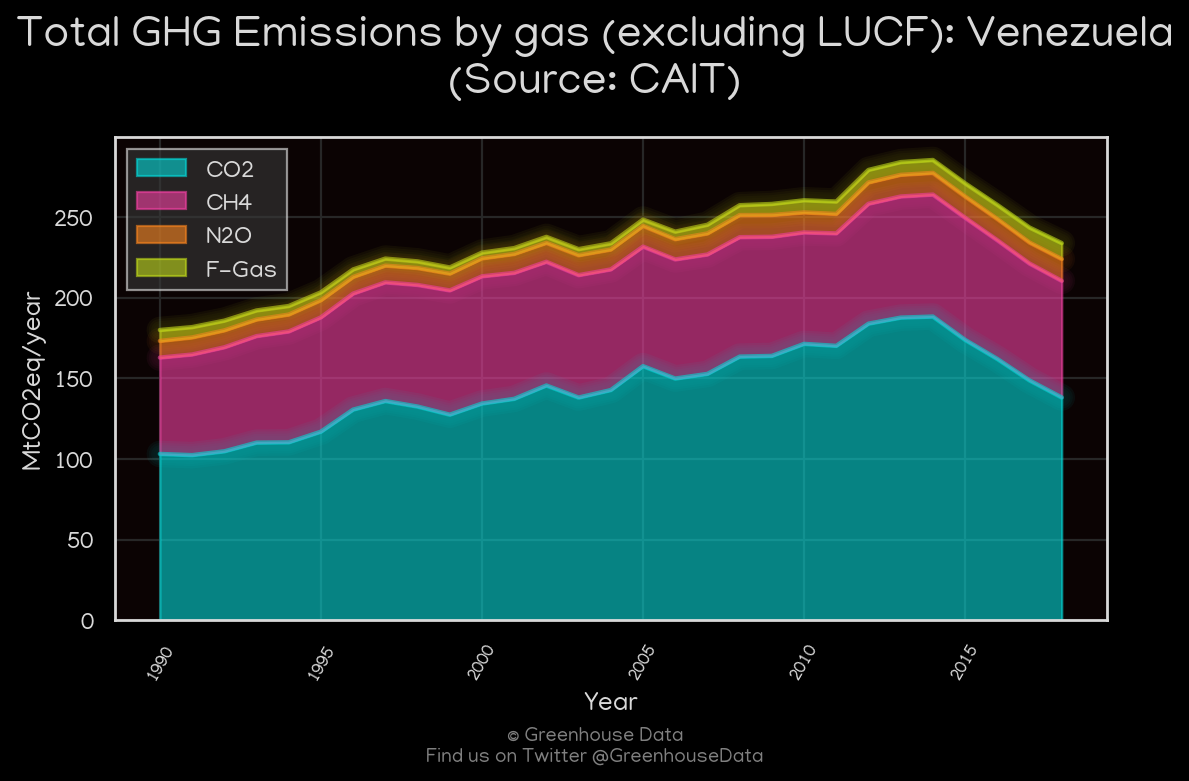 Total GHG Emissions by gas (excluding LUCF): Venezuela
(Source: CAIT)
CO2
CH4
N2O
F-Gas
MtCO2eq/year
250
200
150
100
50
0
1990
1995
2000
2005
2010
2015
Year
© Greenhouse Data
Find us on Twitter @GreenhouseData